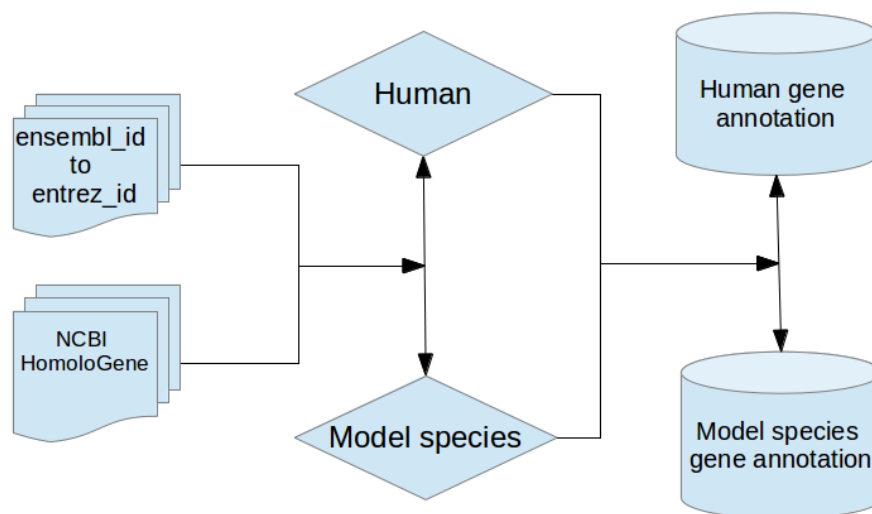 ensembl_id
to
entrez_id
NCBI
HomoloGene
Human
Model species
Human gene
annotation
Model species
gene annotation